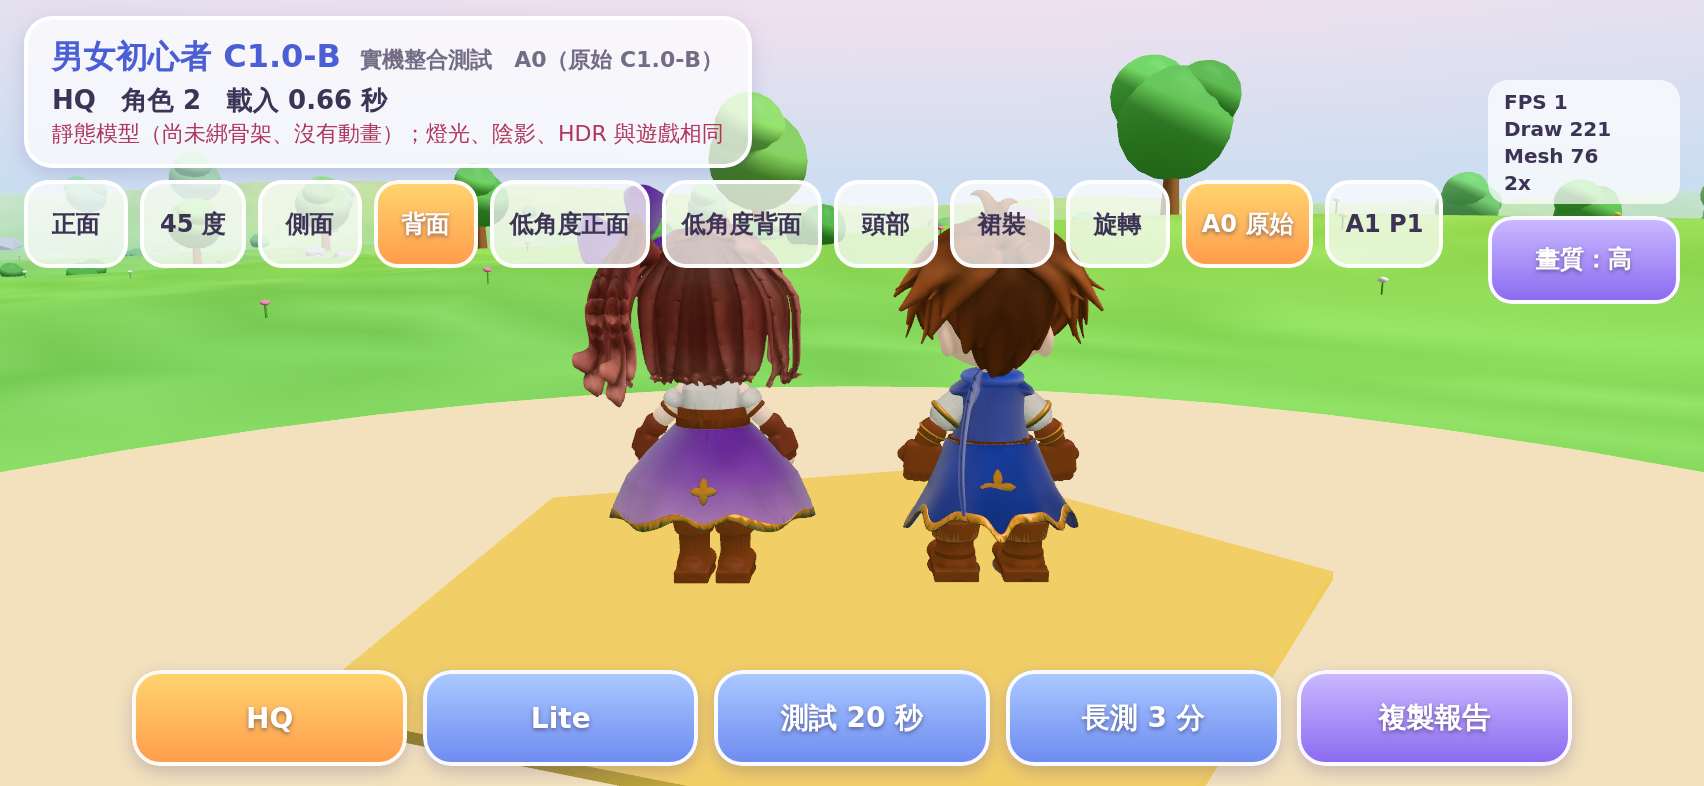 男女初心者 C1.0-B 實機整合測試 A0（原始 C1.0-B）
HQ 角色 2 載入 0.66 秒
靜態模型（尚未綁骨架、沒有動畫）；燈光、陰影、HDR 與遊戲相同
FPS 1
Draw 221
Mesh 76
2x
正面 45 度 側面 背面 低角度正面 低角度背面 頭部 裙裝 旋轉 A0 原始 A1 P1
畫質：高
HQ Lite 測試 20 秒 長測 3 分 複製報告